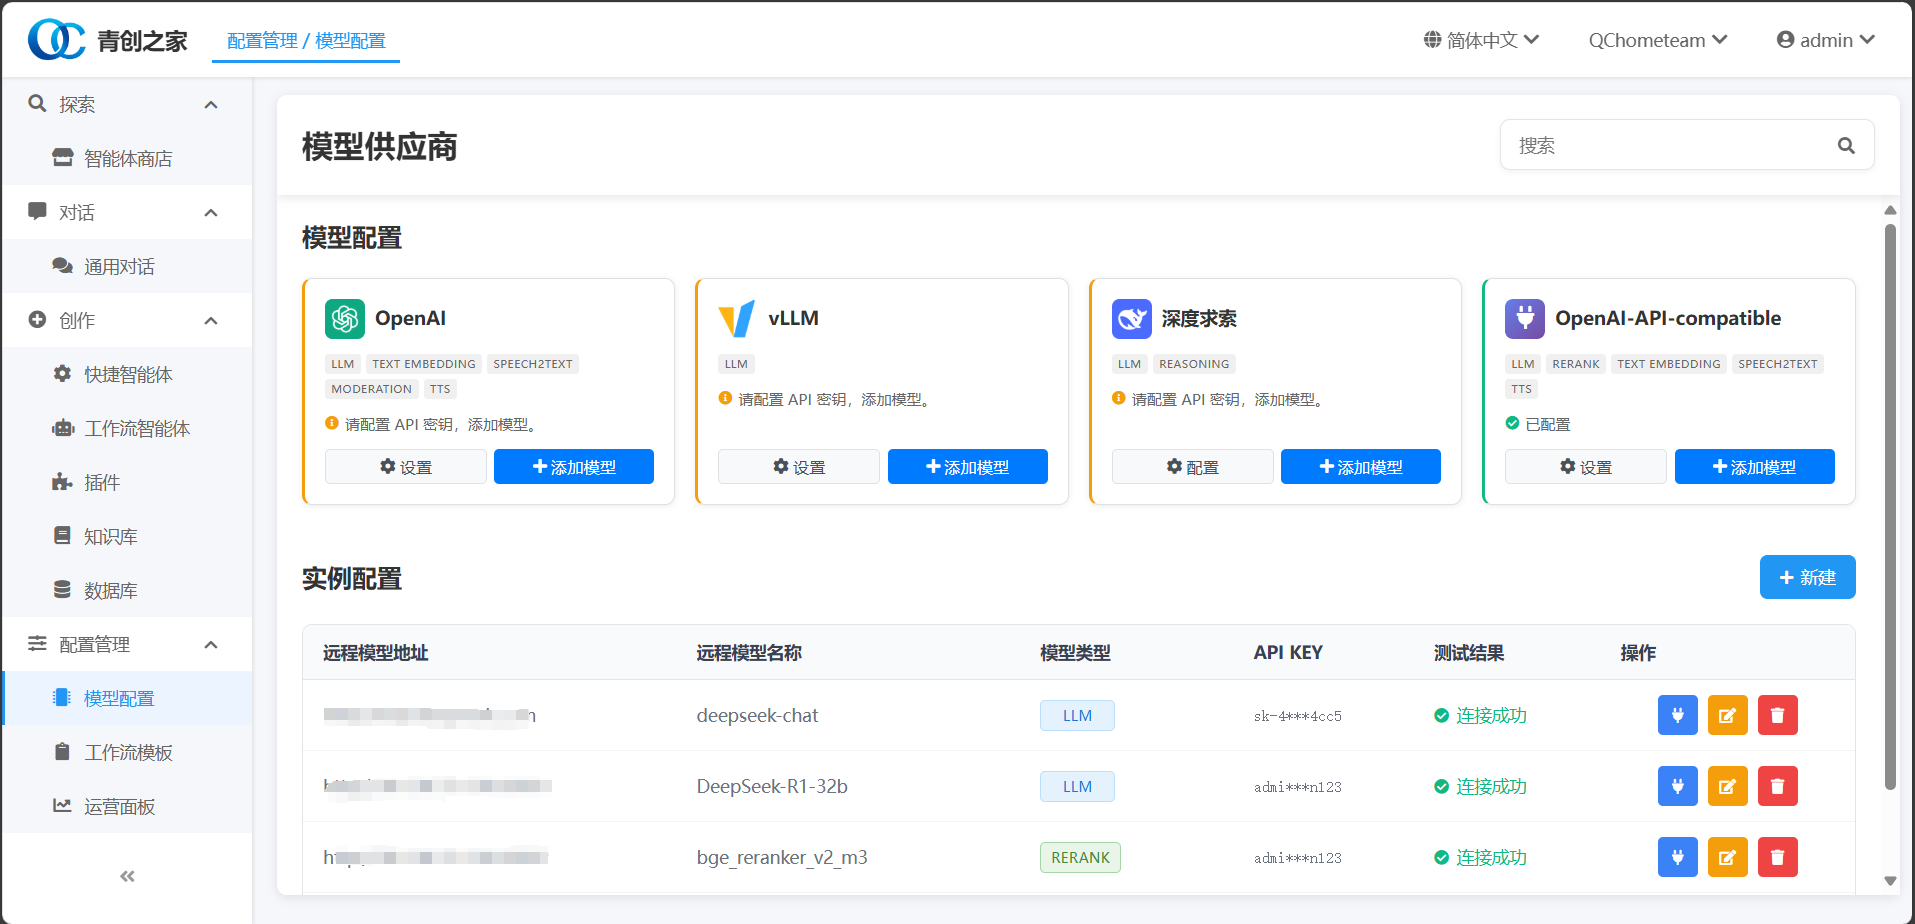 青创之家
配置管理 / 模型配置
简体中文
QChometeam
admin
探索
智能体商店
对话
通用对话
创作
快捷智能体
工作流智能体
插件
知识库
数据库
配置管理
模型配置
工作流模板
运营面板
模型供应商
搜索
模型配置
OpenAI
LLM TEXT EMBEDDING SPEECH2TEXT
MODERATION TTS
请配置 API 密钥，添加模型。
设置 添加模型
vLLM
LLM
请配置 API 密钥，添加模型。
设置 添加模型
深度求索
LLM REASONING
请配置 API 密钥，添加模型。
配置 添加模型
OpenAI-API-compatible
LLM RERANK TEXT EMBEDDING SPEECH2TEXT
TTS
已配置
设置 添加模型
实例配置
新建
远程模型地址 远程模型名称 模型类型 API KEY 测试结果 操作
deepseek-chat LLM sk-4***4cc5 连接成功
DeepSeek-R1-32b LLM admi***n123 连接成功
bge_reranker_v2_m3 RERANK admi***n123 连接成功